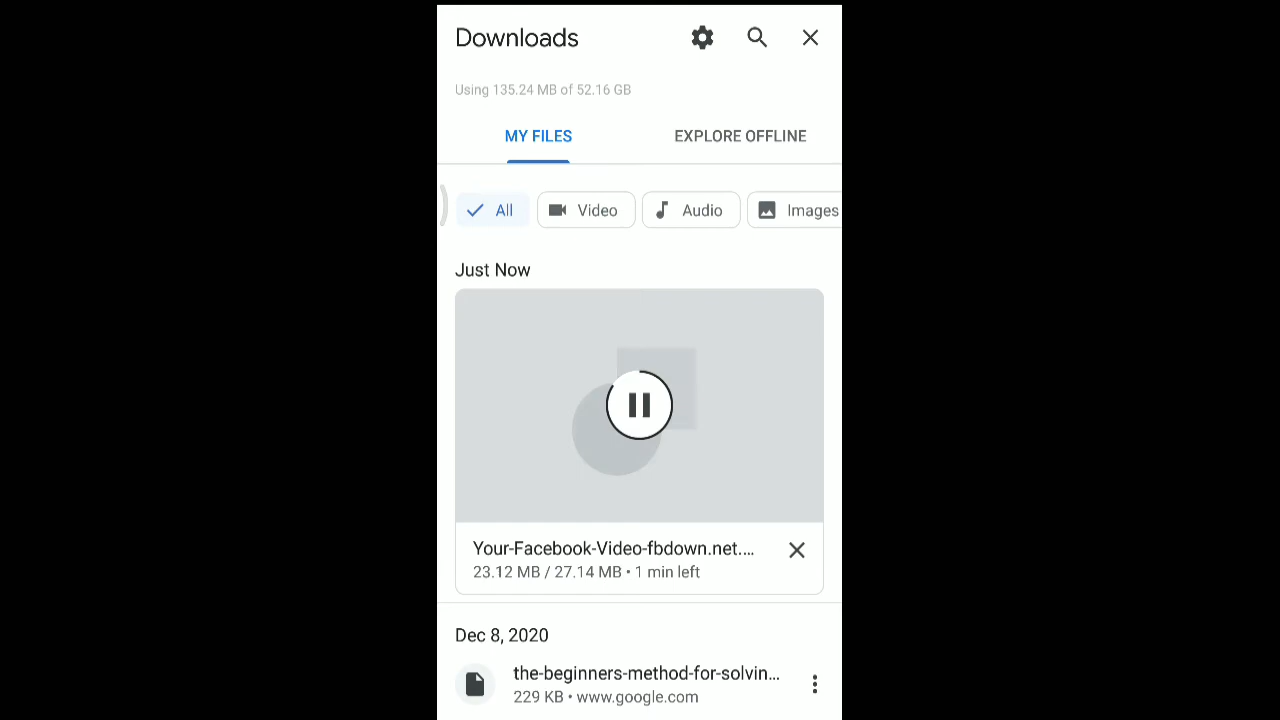 Downloads
Using 135.24 MB of 52.16 GB
MY FILES
EXPLORE OFFLINE
All
Video
Audio
Images
Just Now
Your-Facebook-Video-fbdown.net....
23.12 MB / 27.14 MB • 1 min left
Dec 8, 2020
the-beginners-method-for-solvin...
229 KB • www.google.com